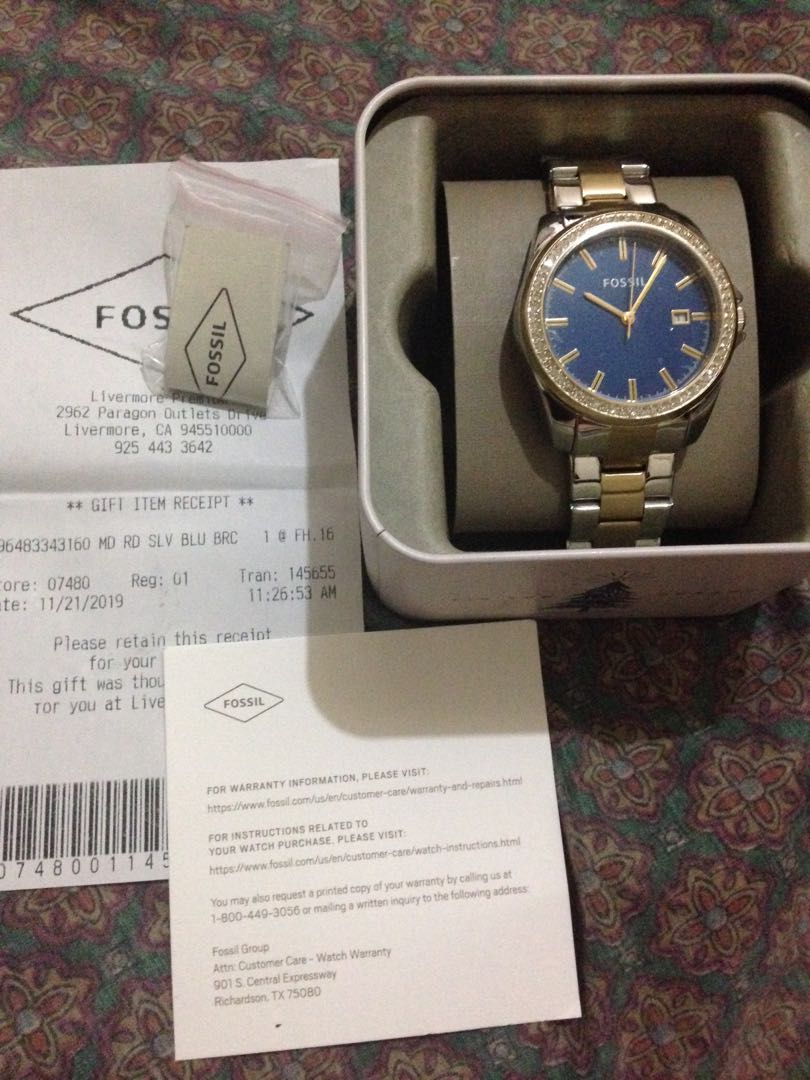 FOS
FOSSIL
Livermore Premium
2962 Paragon Outlets Drive
Livermore, CA 945510000
925 443 3642
** GIFT ITEM RECEIPT **
96483343160 MD RD SLV BLU BRC 1 @ FH.16
ore: 07480 Reg: 01 Tran: 145655
te: 11/21/2019 11:26:53 AM
Please retain this receipt
for your
This gift was thou
for you at Live
0748001145
FOSSIL
FOSSIL
FOR WARRANTY INFORMATION, PLEASE VISIT:
https://www.fossil.com/us/en/customer-care/warranty-and-repairs.html
FOR INSTRUCTIONS RELATED TO
YOUR WATCH PURCHASE, PLEASE VISIT:
https://www.fossil.com/us/en/customer-care/watch-instructions.html
You may also request a printed copy of your warranty by calling us at
1-800-449-3056 or mailing a written inquiry to the following address:
Fossil Group
Attn: Customer Care - Watch Warranty
901 S. Central Expressway
Richardson, TX 75080